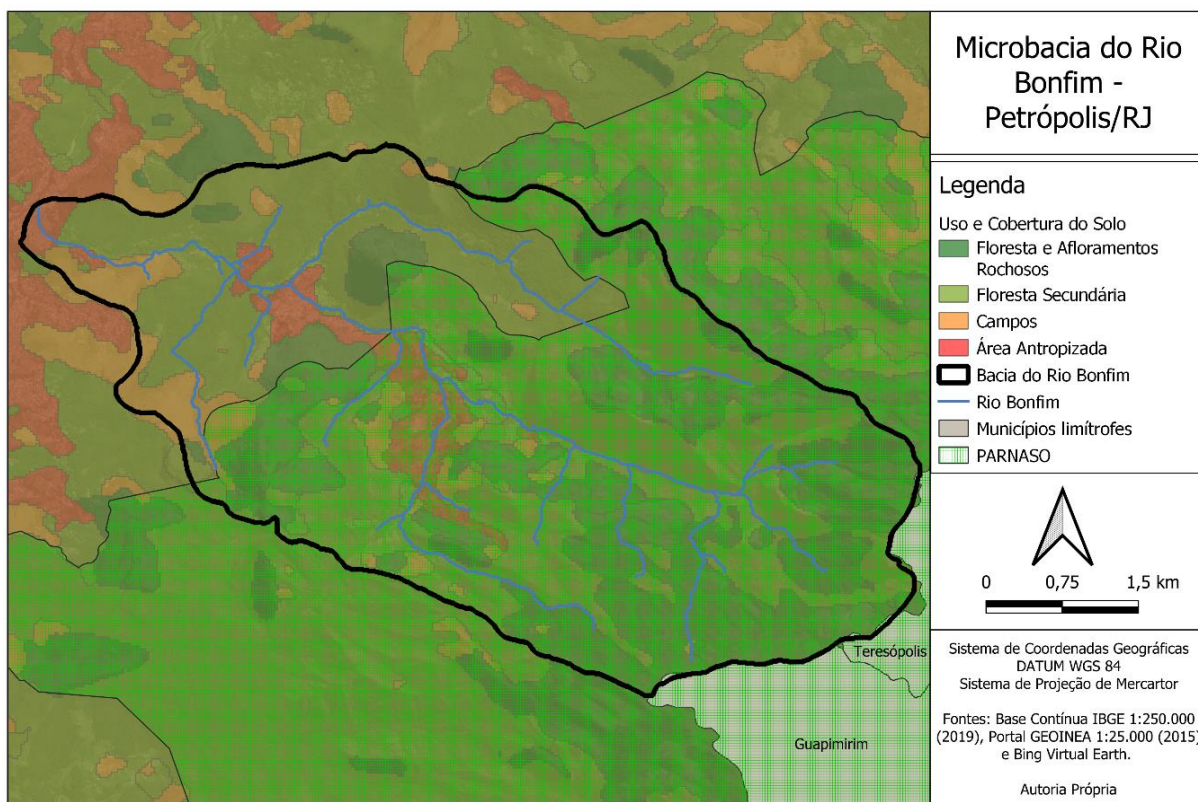 Microbacia do Rio
Bonfim -
Petrópolis/RJ
Legenda
Uso e Cobertura do Solo
Floresta e Afloramentos
Rochosos
Floresta Secundária
Campos
Área Antropizada
Bacia do Rio Bonfim
Rio Bonfim
Municípios limítrofes
PARNASO
0 0,75 1,5 km
Sistema de Coordenadas Geográficas
DATUM WGS 84
Sistema de Projeção de Mercartor
Fontes: Base Contínua IBGE 1:250.000
(2019), Portal GEOINEA 1:25.000 (2015)
e Bing Virtual Earth.
Autoria Própria
Teresópolis
Guapimirim